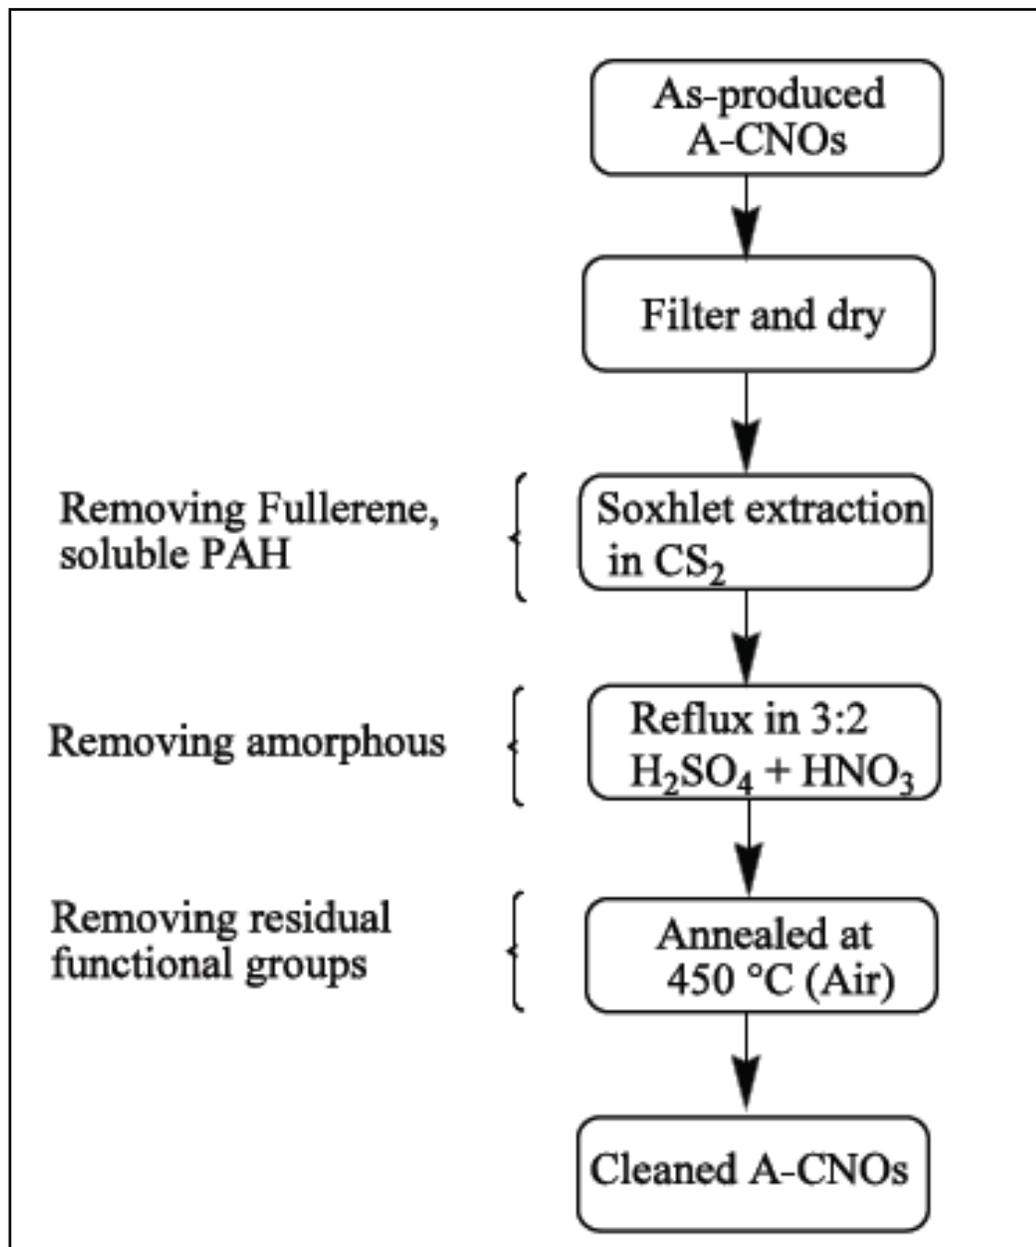 As-produced
A-CNOs
Filter and dry
Removing Fullerene,
soluble PAH
Soxhlet extraction
in CS₂
Removing amorphous
Reflux in 3:2
H₂SO₄ + HNO₃
Removing residual
functional groups
Annealed at
450 °C (Air)
Cleaned A-CNOs